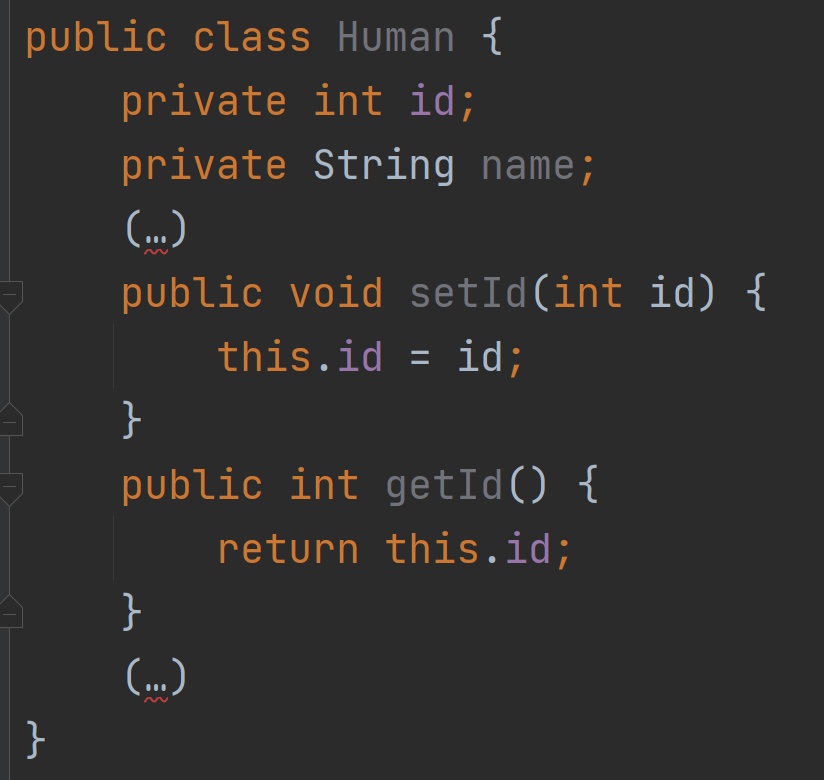 public class Human {
    private int id;
    private String name;
    (…)
    public void setId(int id) {
        this.id = id;
    }
    public int getId() {
        return this.id;
    }
    (…)
}